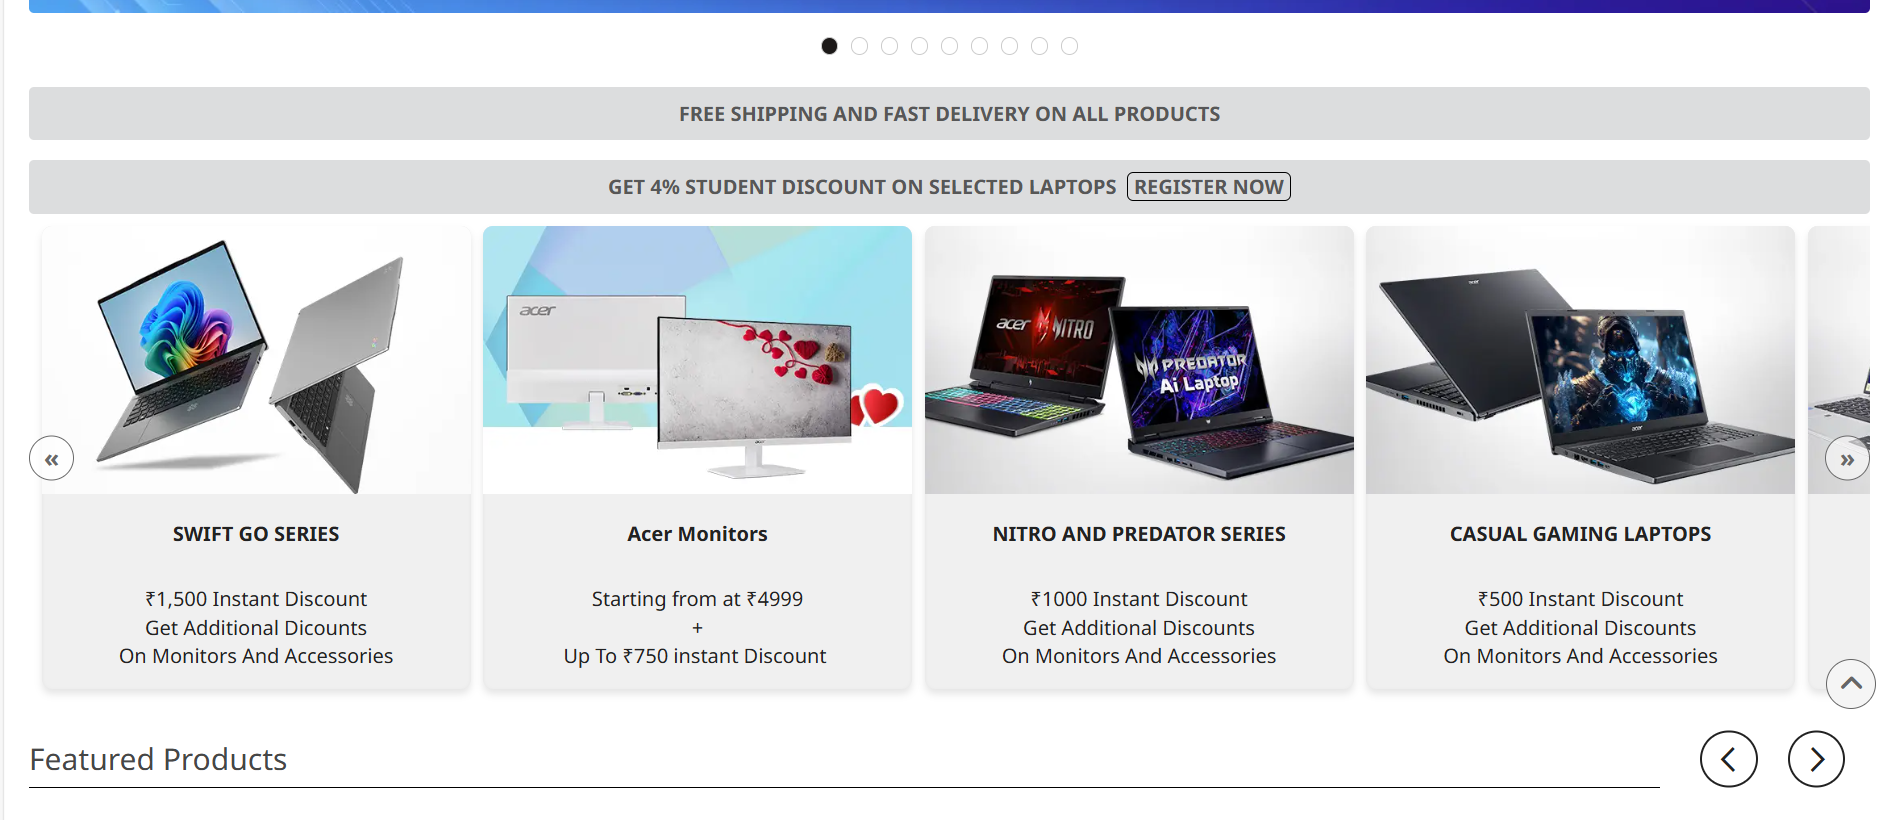 FREE SHIPPING AND FAST DELIVERY ON ALL PRODUCTS
GET 4% STUDENT DISCOUNT ON SELECTED LAPTOPS REGISTER NOW
acer
acer NITRO
PREDATOR
Ai Laptop
acer
acer
acer
SWIFT GO SERIES
₹1,500 Instant Discount
Get Additional Dicounts
On Monitors And Accessories
Acer Monitors
Starting from at ₹4999
+
Up To ₹750 instant Discount
NITRO AND PREDATOR SERIES
₹1000 Instant Discount
Get Additional Discounts
On Monitors And Accessories
CASUAL GAMING LAPTOPS
₹500 Instant Discount
Get Additional Discounts
On Monitors And Accessories
Featured Products